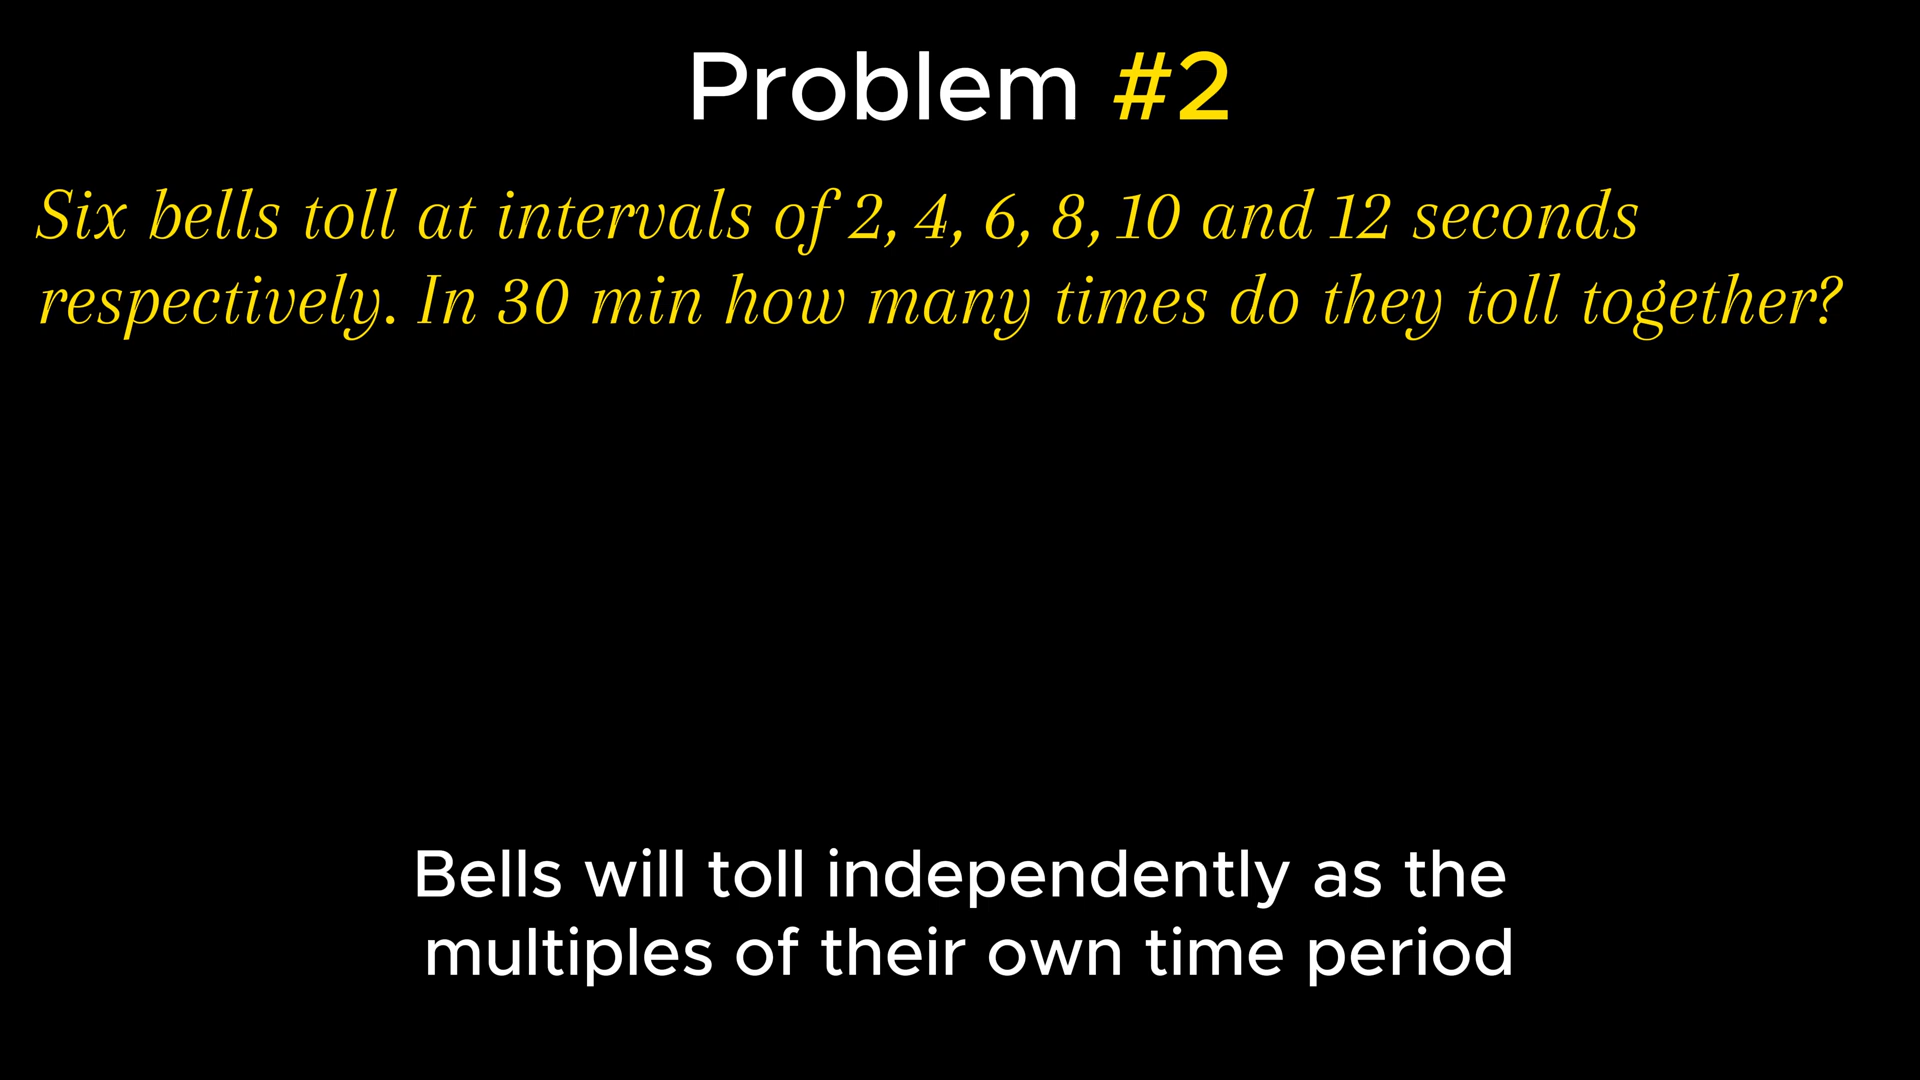 Problem #2
Six bells toll at intervals of 2, 4, 6, 8, 10 and 12 seconds
respectively. In 30 min how many times do they toll together?
Bells will toll independently as the
multiples of their own time period